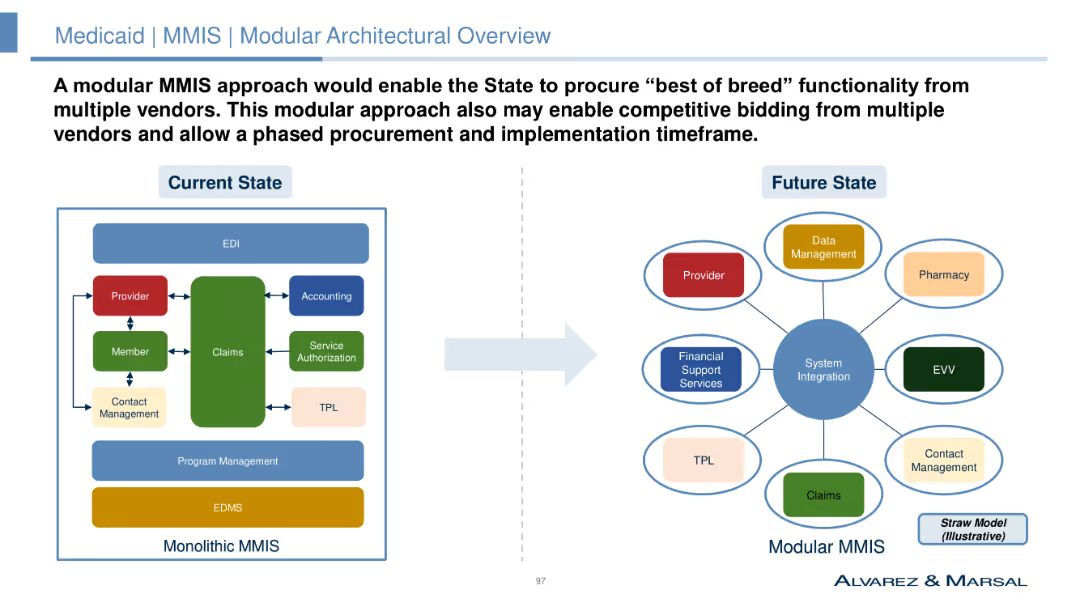 Medicaid | MMIS | Modular Architectural Overview
A modular MMIS approach would enable the State to procure “best of breed” functionality from
multiple vendors. This modular approach also may enable competitive bidding from multiple
vendors and allow a phased procurement and implementation timeframe.
Current State
EDI
Provider
Accounting
Member
Claims
Service
Authorization
Contact
Management
TPL
Program Management
EDMS
Monolithic MMIS
Future State
Data
Management
Provider
Pharmacy
Financial
Support
Services
System
Integration
EVV
TPL
Contact
Management
Claims
Straw Model
(Illustrative)
Modular MMIS
97
ALVAREZ & MARSAL